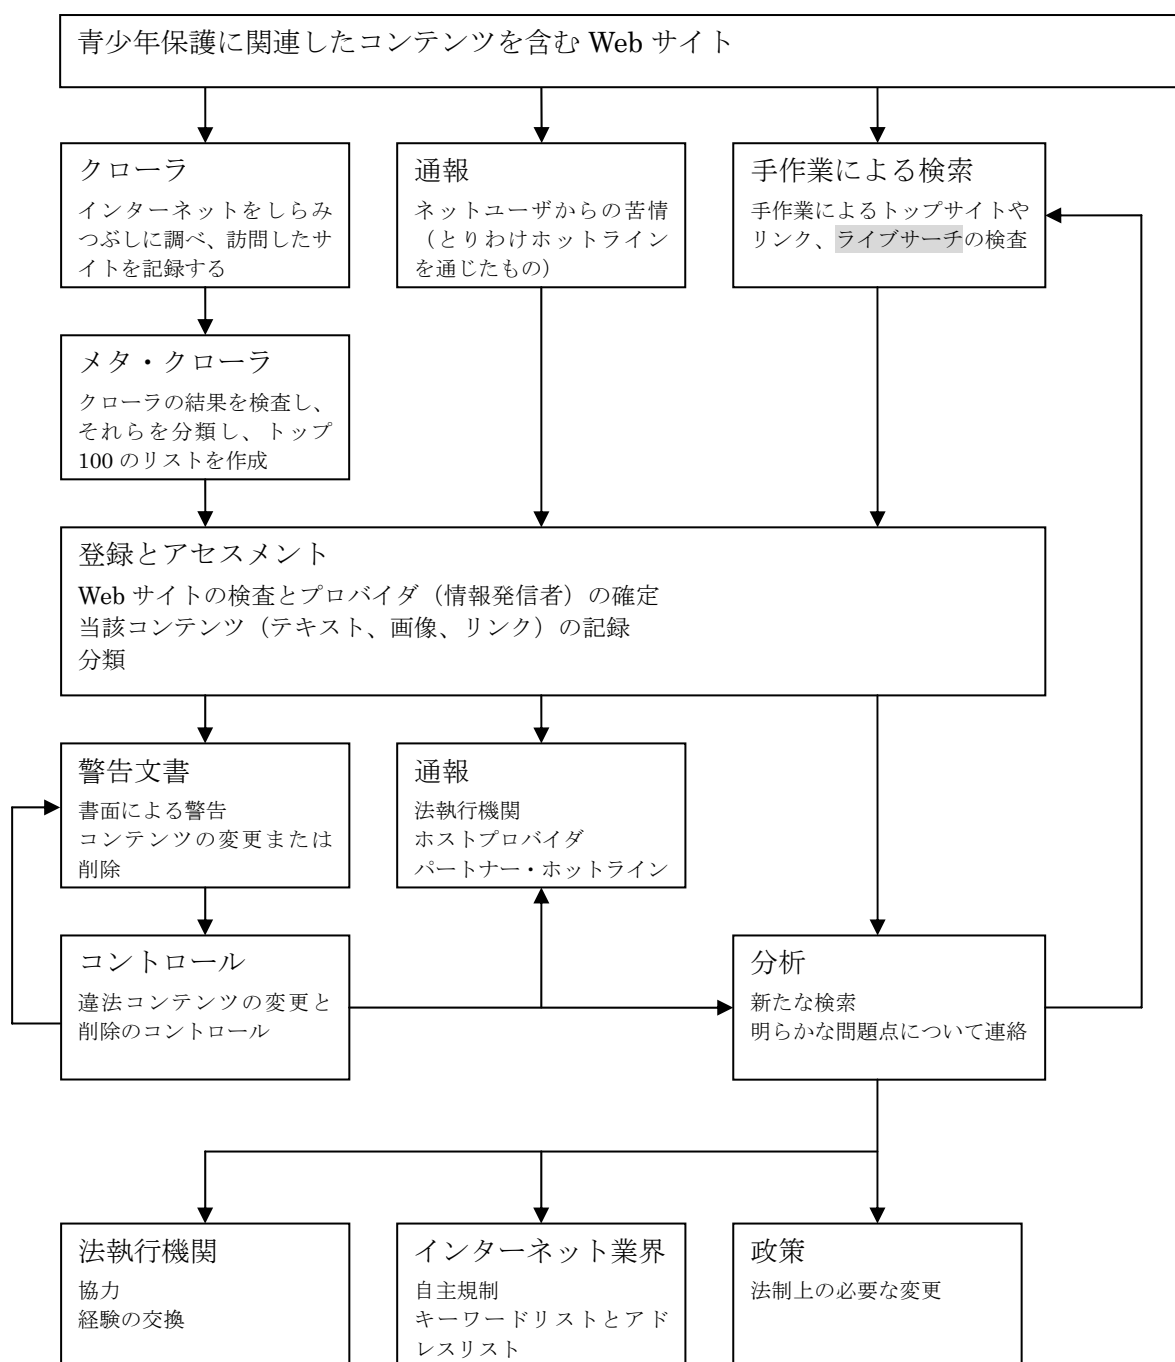 青少年保護に関連したコンテンツを含む Web サイト
クローラ
インターネットをしらみ
つぶしに調べ、訪問したサ
イトを記録する
通報
ネットユーザからの苦情
（とりわけホットライン
を通じたもの）
手作業による検索
手作業によるトップサイトや
リンク、ライブサーチの検査
メタ・クローラ
クローラの結果を検査し、
それらを分類し、トップ
100 のリストを作成
登録とアセスメント
Web サイトの検査とプロバイダ（情報発信者）の確定
当該コンテンツ（テキスト、画像、リンク）の記録
分類
警告文書
書面による警告
コンテンツの変更または
削除
通報
法執行機関
ホストプロバイダ
パートナー・ホットライン
コントロール
違法コンテンツの変更と
削除のコントロール
分析
新たな検索
明らかな問題点について連絡
法執行機関
協力
経験の交換
インターネット業界
自主規制
キーワードリストとアド
レスリスト
政策
法制上の必要な変更